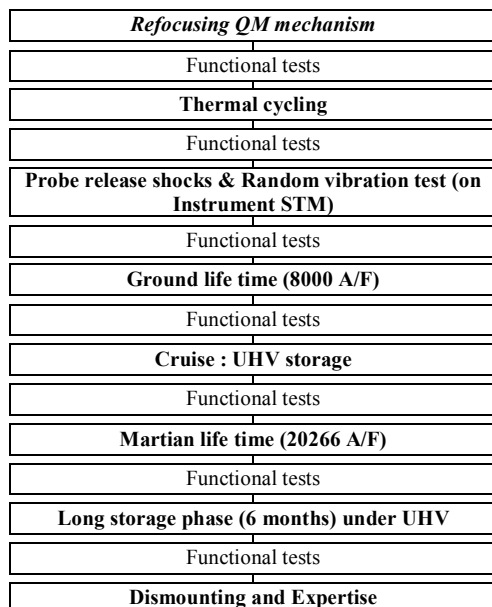 Refocusing QM mechanism
Functional tests
Thermal cycling
Functional tests
Probe release shocks & Random vibration test (on
Instrument STM)
Functional tests
Ground life time (8000 A/F)
Functional tests
Cruise : UHV storage
Functional tests
Martian life time (20266 A/F)
Functional tests
Long storage phase (6 months) under UHV
Functional tests
Dismounting and Expertise